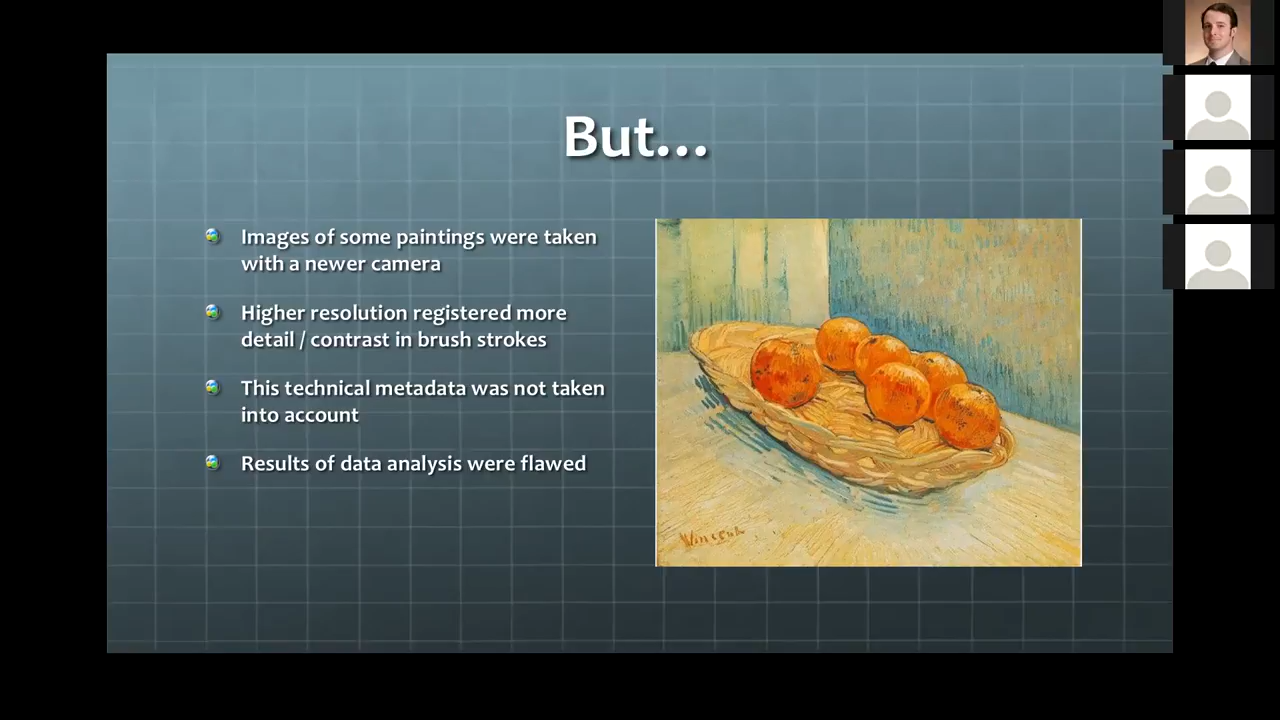 But...
Images of some paintings were taken
with a newer camera
Higher resolution registered more
detail / contrast in brush strokes
This technical metadata was not taken
into account
Results of data analysis were flawed
Vincent